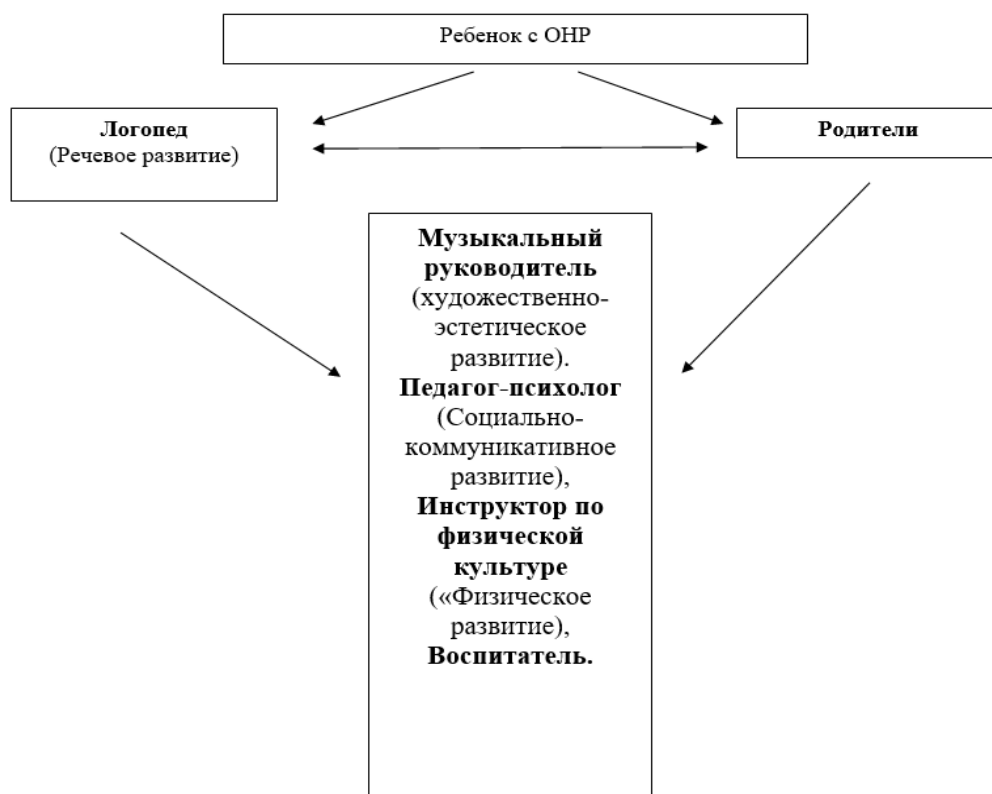 Ребенок с ОНР
Логопед
(Речевое развитие)
Родители
Музыкальный
руководитель
(художественно-
эстетическое
развитие).
Педагог-психолог
(Социально-
коммуникативное
развитие),
Инструктор по
физической
культуре
(«Физическое
развитие),
Воспитатель.